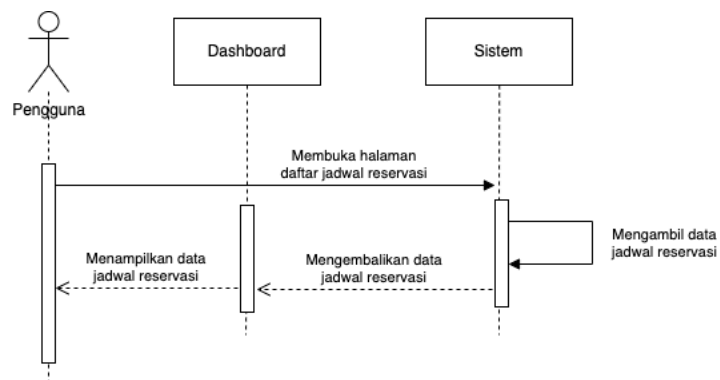 Dashboard
Sistem
Pengguna
Membuka halaman
daftar jadwal reservasi
Mengambil data
jadwal reservasi
Mengembalikan data
jadwal reservasi
Menampilkan data
jadwal reservasi